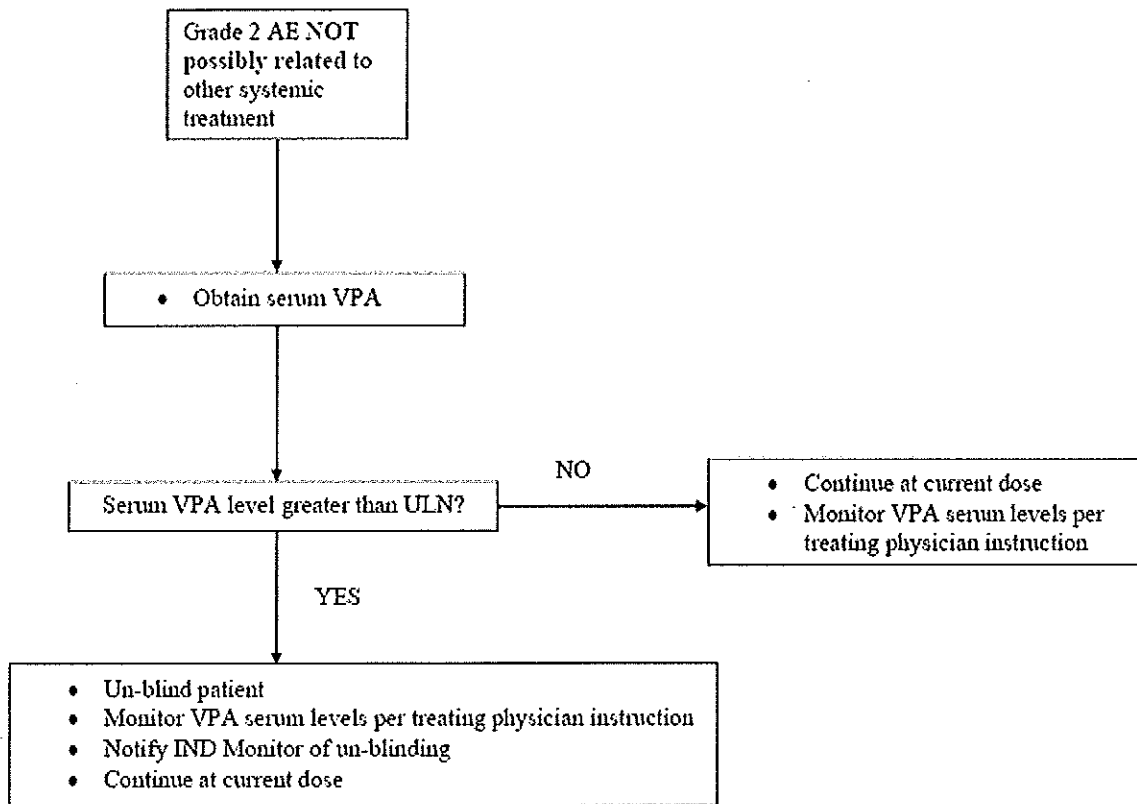 Grade 2 AE NOT
possibly related to
other systemic
treatment
• Obtain serum VPA
Serum VPA level greater than ULN?
NO
• Continue at current dose
• Monitor VPA serum levels per
treating physician instruction
YES
• Un-blind patient
• Monitor VPA serum levels per treating physician instruction
• Notify IND Monitor of un-blinding
• Continue at current dose